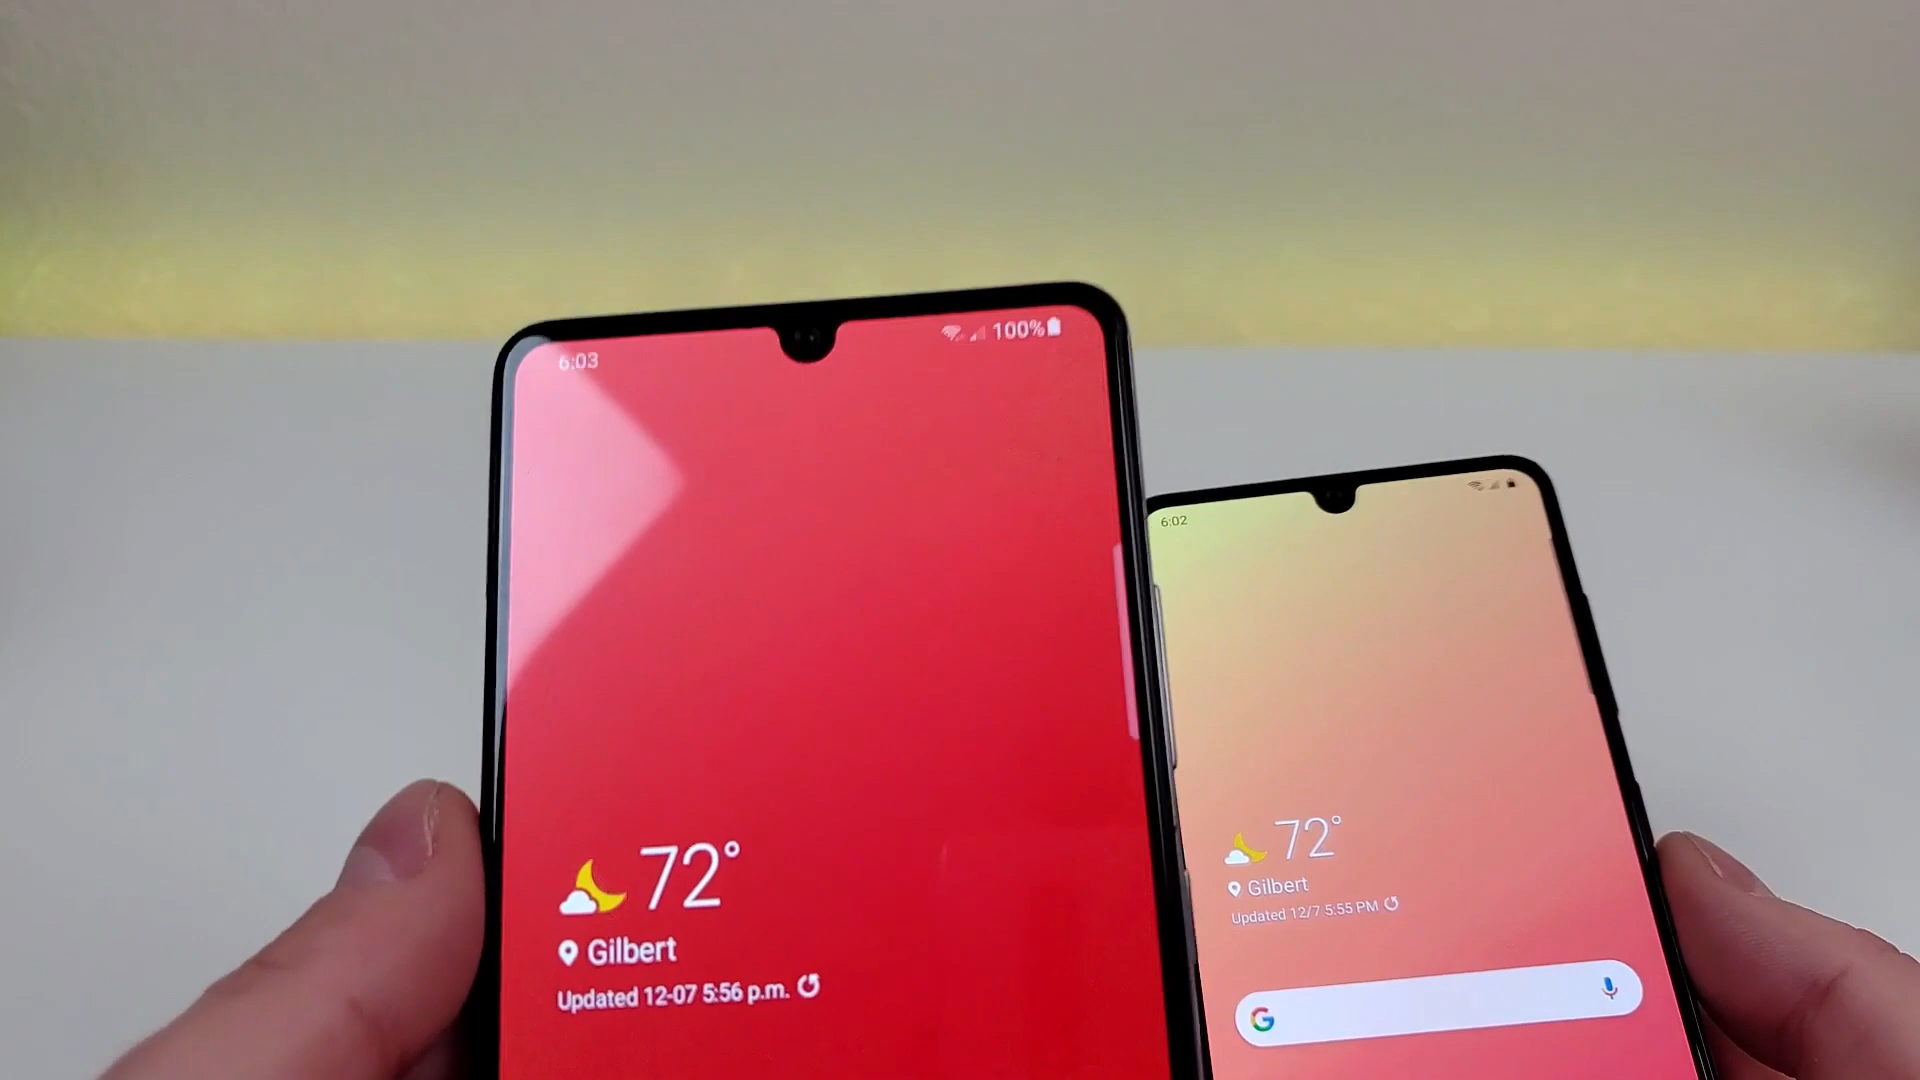 6:03
100%
72°
Gilbert
Updated 12-07 5:56 p.m.
6:02
72°
Gilbert
Updated 12/7 5:55 PM
G